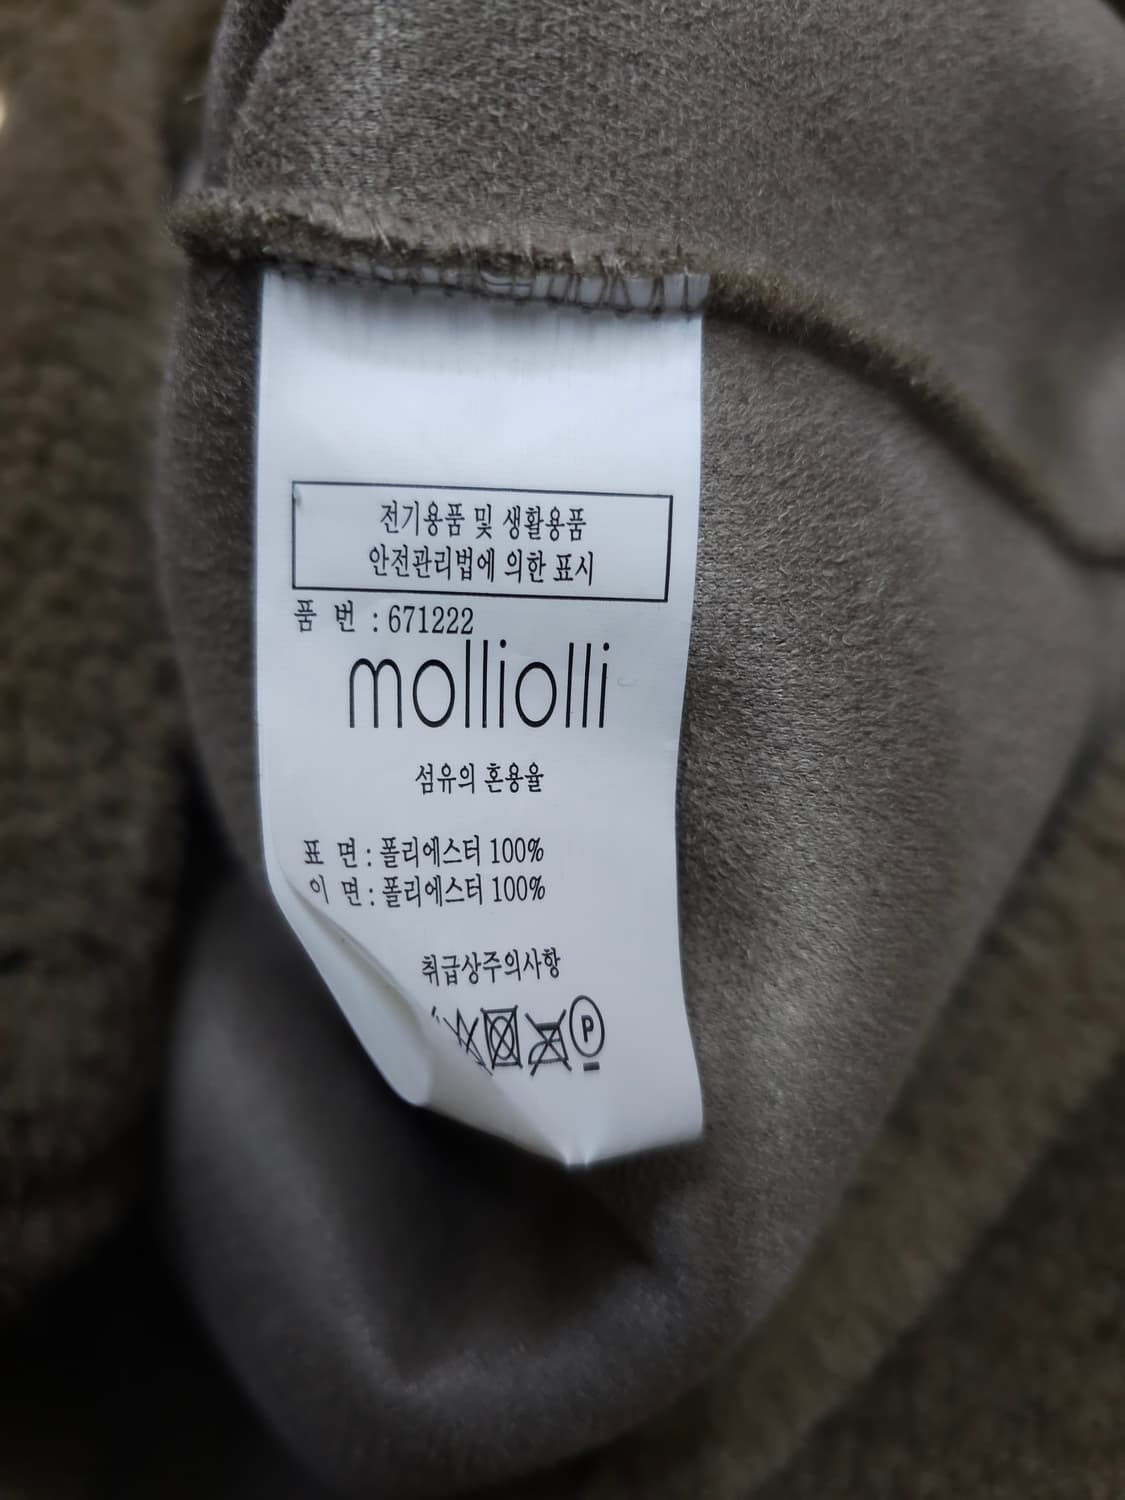 전기용품 및 생활용품
안전관리법에 의한 표시
품 번 : 671222
molliolli
섬유의 혼용율
표 면 : 폴리에스터 100%
이 면 : 폴리에스터 100%
취급상주의사항
P